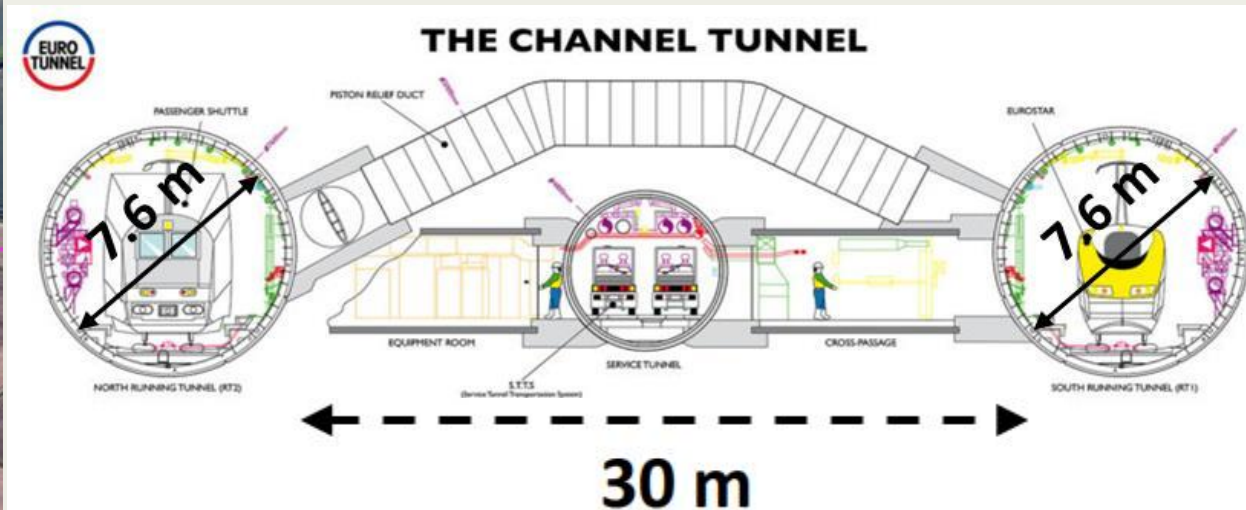 EURO
TUNNEL
THE CHANNEL TUNNEL
PISTON RELIEF DUCT
PASSENGER SHUTTLE
EUROSTAR
7.6 m
7.6 m
EQUIPMENT ROOM
CROSS-PASSAGE
SERVICE TUNNEL
NORTH RUNNING TUNNEL (RT2)
S.T.T.S
(Service Tunnel Transportation System)
SOUTH RUNNING TUNNEL (RT1)
30 m